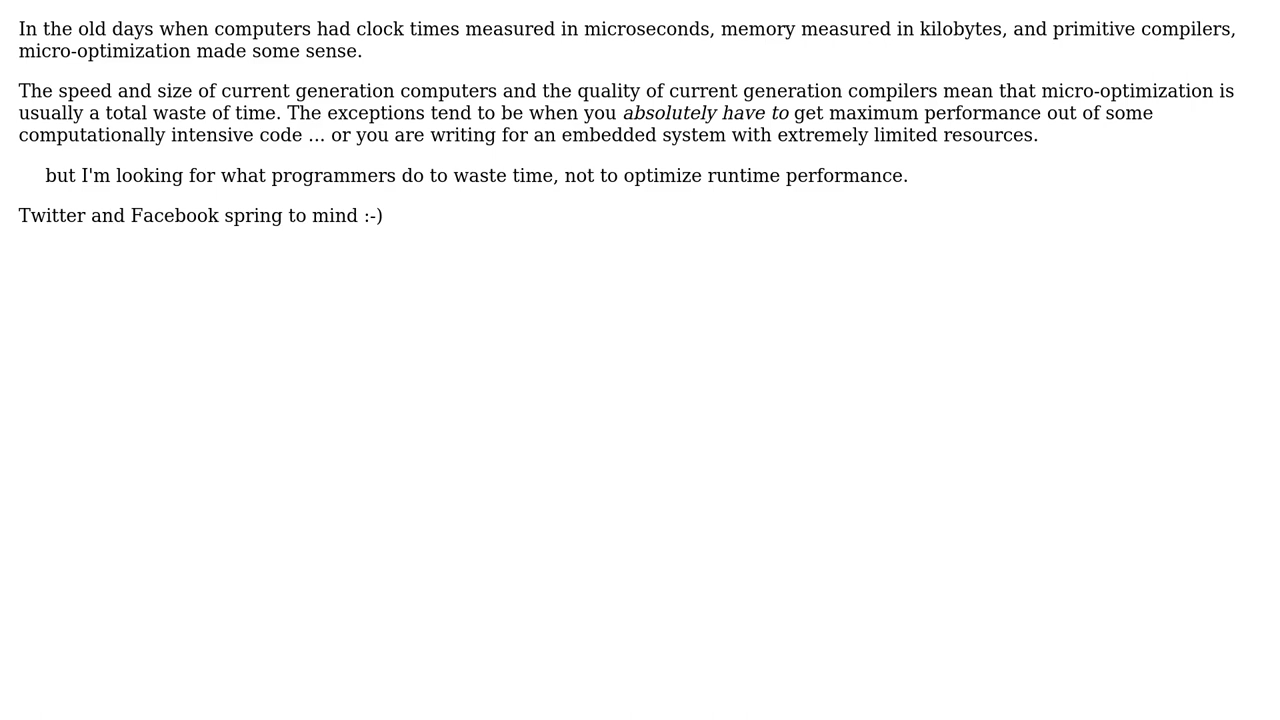 In the old days when computers had clock times measured in microseconds, memory measured in kilobytes, and primitive compilers,
micro-optimization made some sense.
The speed and size of current generation computers and the quality of current generation compilers mean that micro-optimization is
usually a total waste of time. The exceptions tend to be when you absolutely have to get maximum performance out of some
computationally intensive code ... or you are writing for an embedded system with extremely limited resources.
but I'm looking for what programmers do to waste time, not to optimize runtime performance.
Twitter and Facebook spring to mind :-)